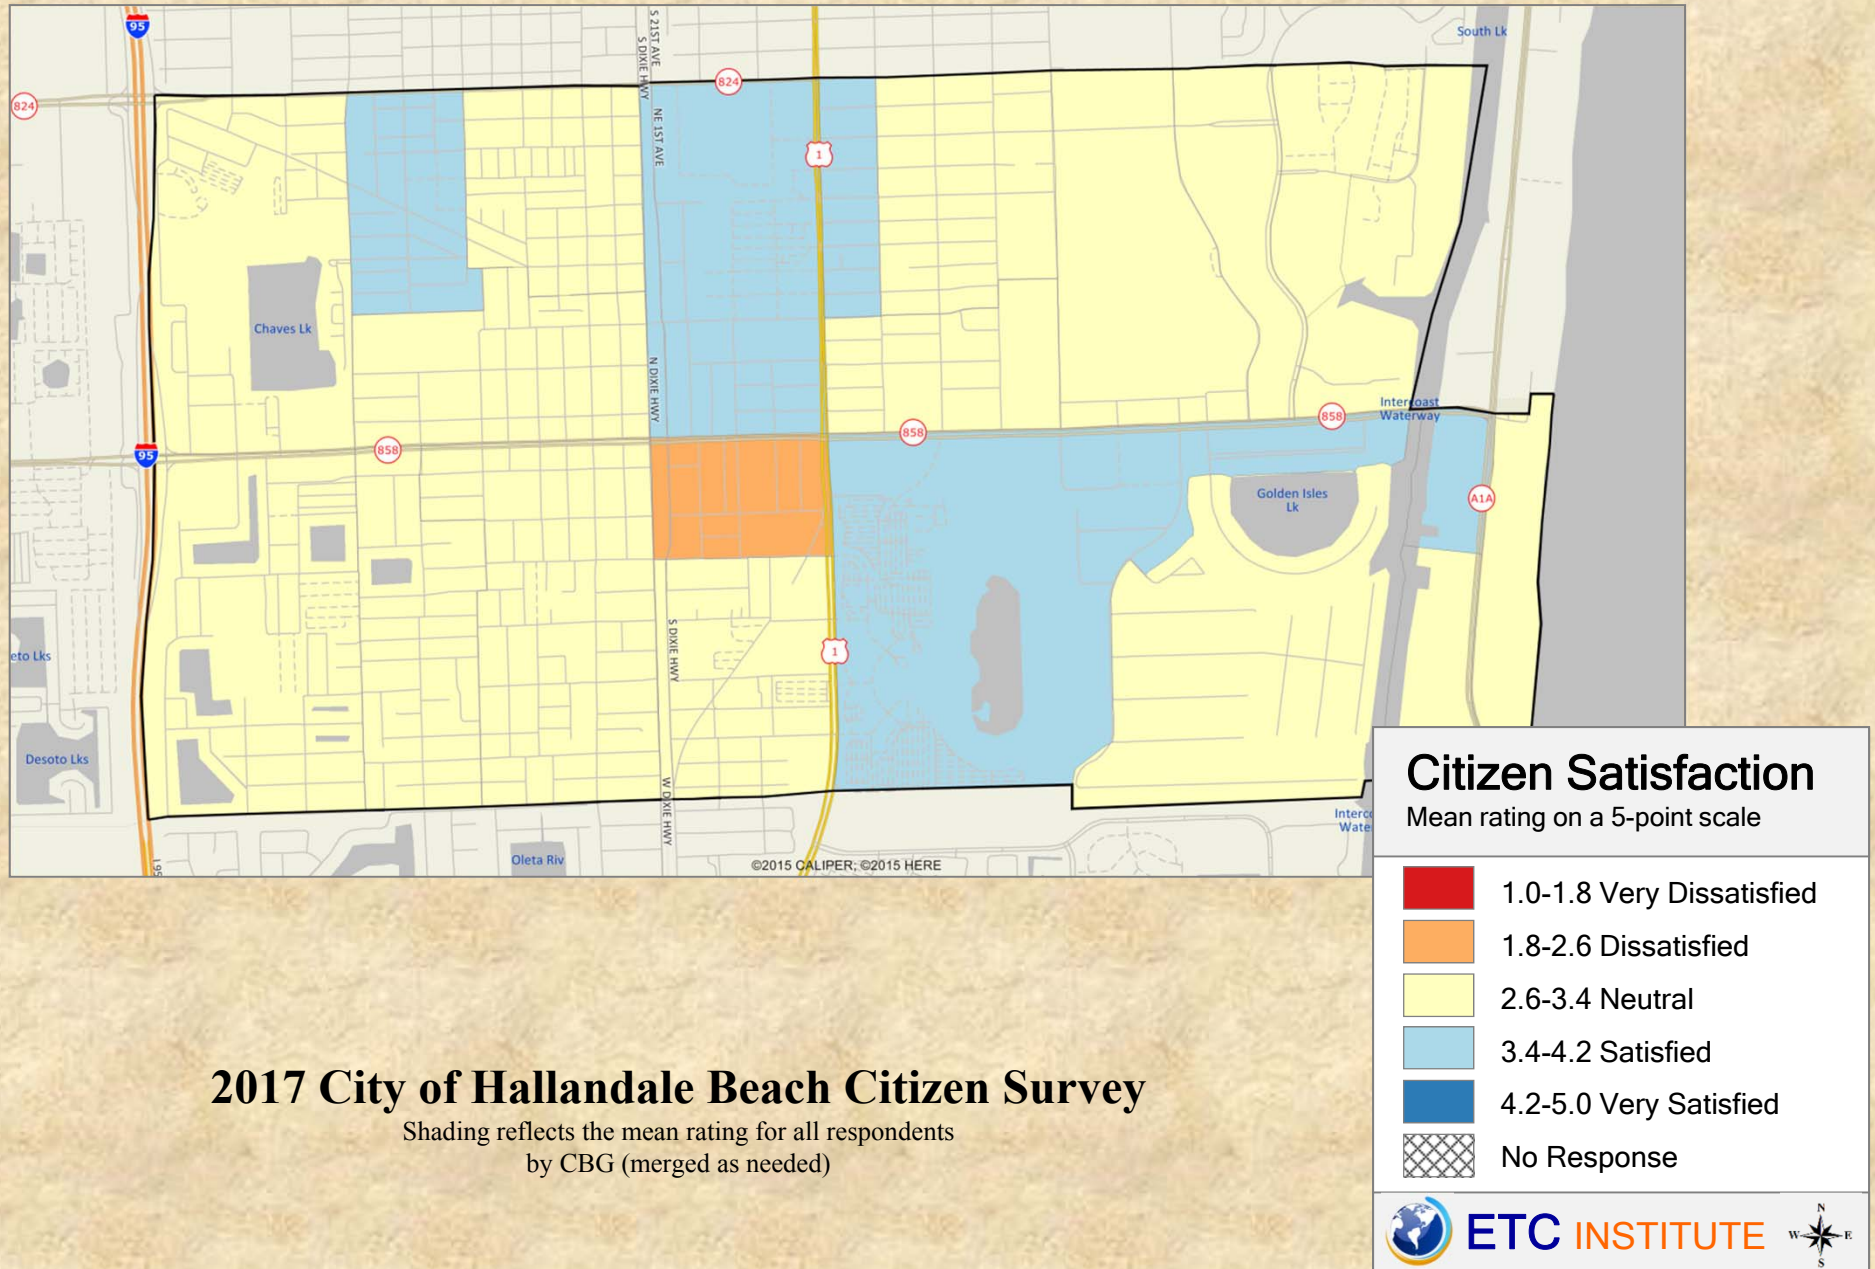 95
S 21ST AVE
S DIXIE HWY
South Lk
824
824
NE 1ST AVE
1
Chaves Lk
N DIXIE HWY
Intercoast
Waterway
858
858
858
95
Golden Isles
Lk
A1A
S DIXIE HWY
1
eto Lks
Desoto Lks
W DIXIE HWY
Interc
Wate
I 95
Oleta Riv
©2015 CALIPER; ©2015 HERE
Citizen Satisfaction
Mean rating on a 5-point scale
1.0-1.8 Very Dissatisfied
1.8-2.6 Dissatisfied
2.6-3.4 Neutral
3.4-4.2 Satisfied
4.2-5.0 Very Satisfied
No Response
2017 City of Hallandale Beach Citizen Survey
Shading reflects the mean rating for all respondents
by CBG (merged as needed)
ETC INSTITUTE
N
W E
S